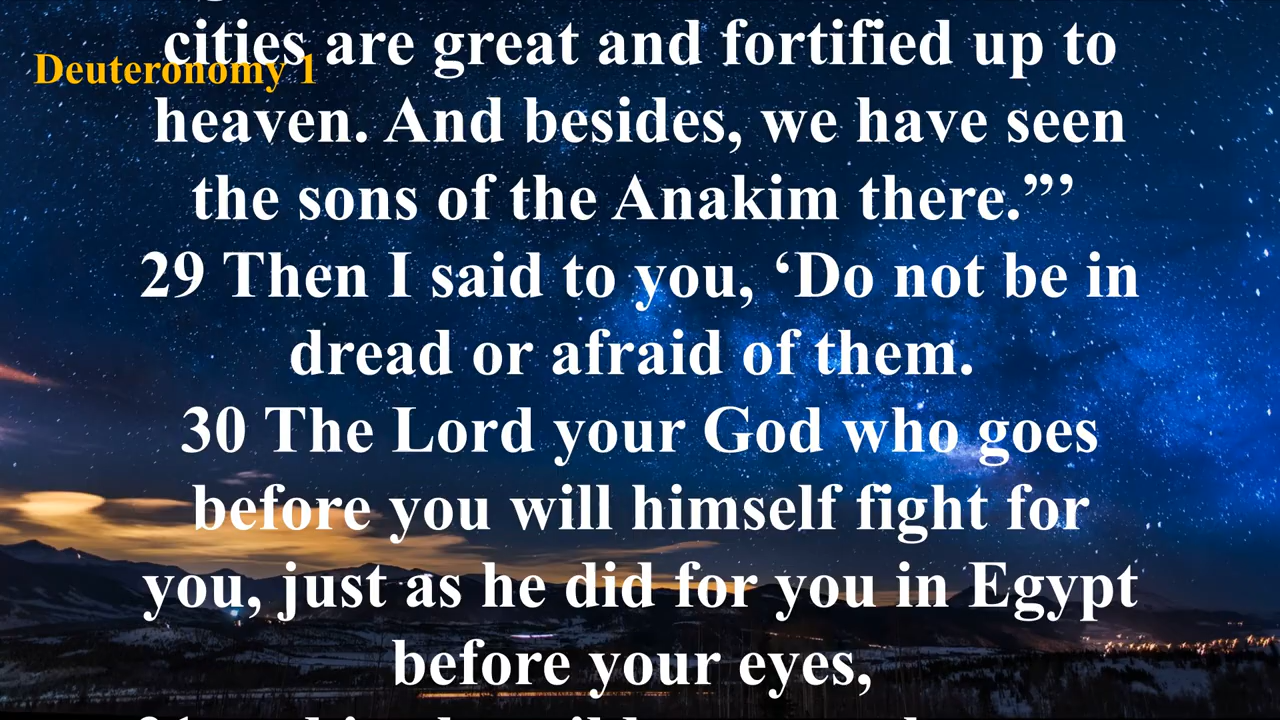 cities are great and fortified up to
Deuteronomy 1
heaven. And besides, we have seen
the sons of the Anakim there.”’
29 Then I said to you, ‘Do not be in
dread or afraid of them.
30 The Lord your God who goes
before you will himself fight for
you, just as he did for you in Egypt
before your eyes,